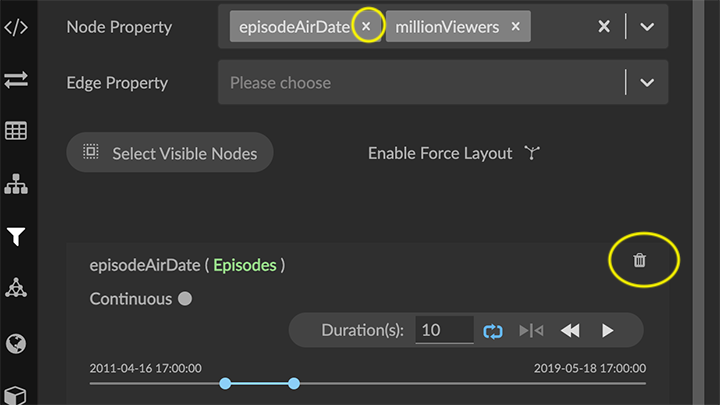 Node Property episodeAirDate × millionViewers ×
Edge Property Please choose
Select Visible Nodes Enable Force Layout
episodeAirDate ( Episodes )
Continuous
Duration(s): 10
2011-04-16 17:00:00 2019-05-18 17:00:00